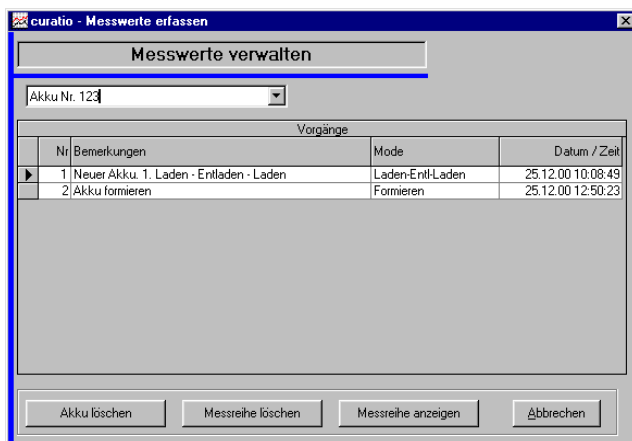 curatio - Messwerte erfassen
Messwerte verwalten
Akku Nr. 123
Vorgänge
Nr Bemerkungen Mode Datum / Zeit
1 Neuer Akku. 1. Laden - Entladen - Laden Laden-Entl-Laden 25.12.00 10:08:49
2 Akku formieren Formieren 25.12.00 12:50:23
Akku löschen Messreihe löschen Messreihe anzeigen Abbrechen